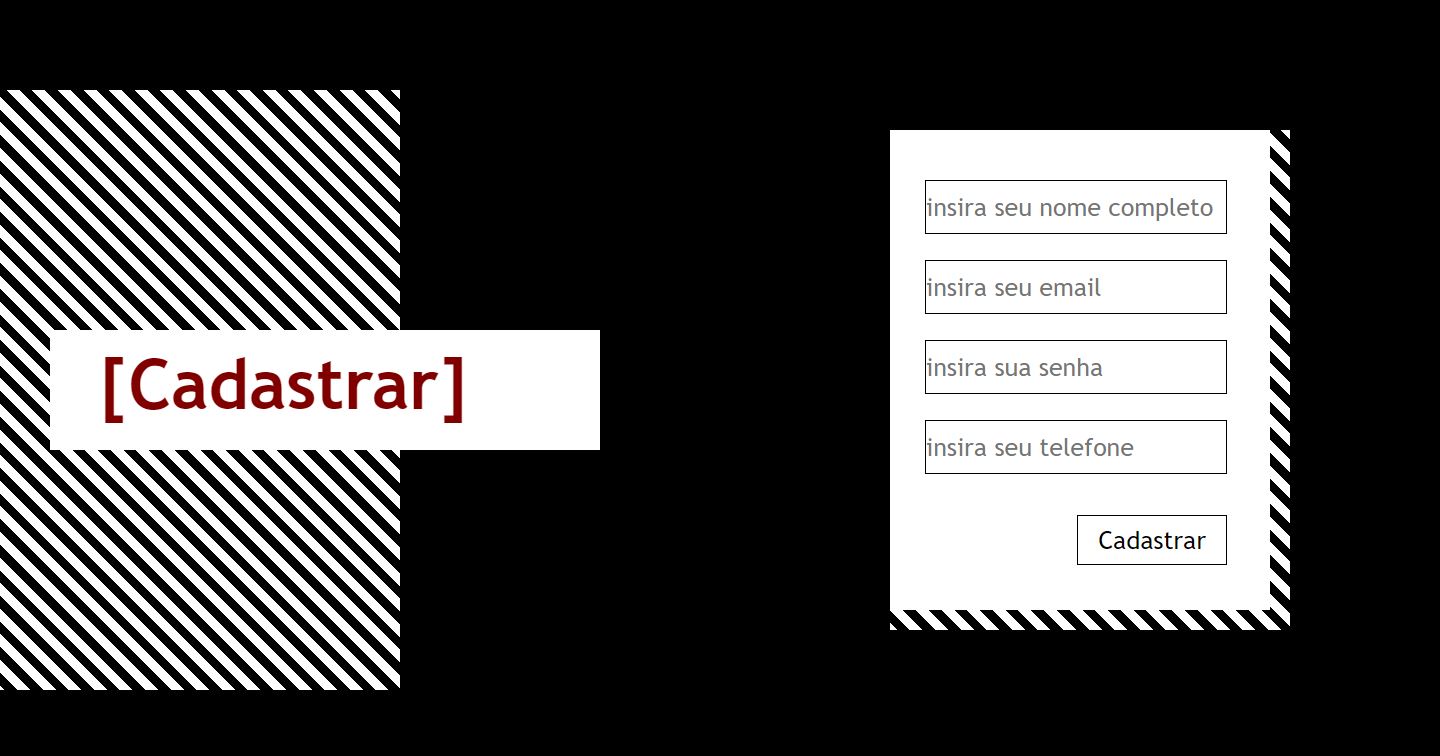 [Cadastrar]
insira seu nome completo
insira seu email
insira sua senha
insira seu telefone
Cadastrar